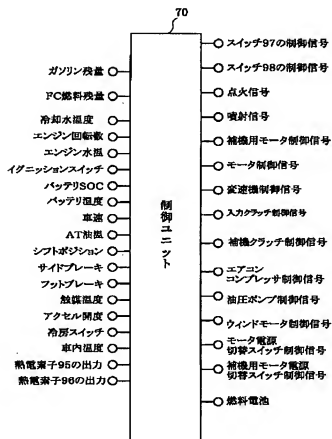 70
ガソリン残量
FC燃料残量
冷却水温度
エンジン回転数
エンジン水温
イグニッションスイッチ
バッテリSOC
バッテリ温度
車速
AT油温
シフトポジション
サイドブレーキ
フットブレーキ
触媒温度
アクセル開度
冷房スイッチ
車内温度
熱電素子95の出力
熱電素子96の出力
制御ユニット
スイッチ97の制御信号
スイッチ98の制御信号
点火信号
噴射信号
補機用モータ制御信号
モータ制御信号
変速機制御信号
入力クラッチ制御信号
補機クラッチ制御信号
エアコン
コンプレッサ制御信号
油圧ポンプ制御信号
ウィンドモータ制御信号
モータ電源
切替スイッチ制御信号
補機用モータ電源
切替スイッチ制御信号
燃料電池